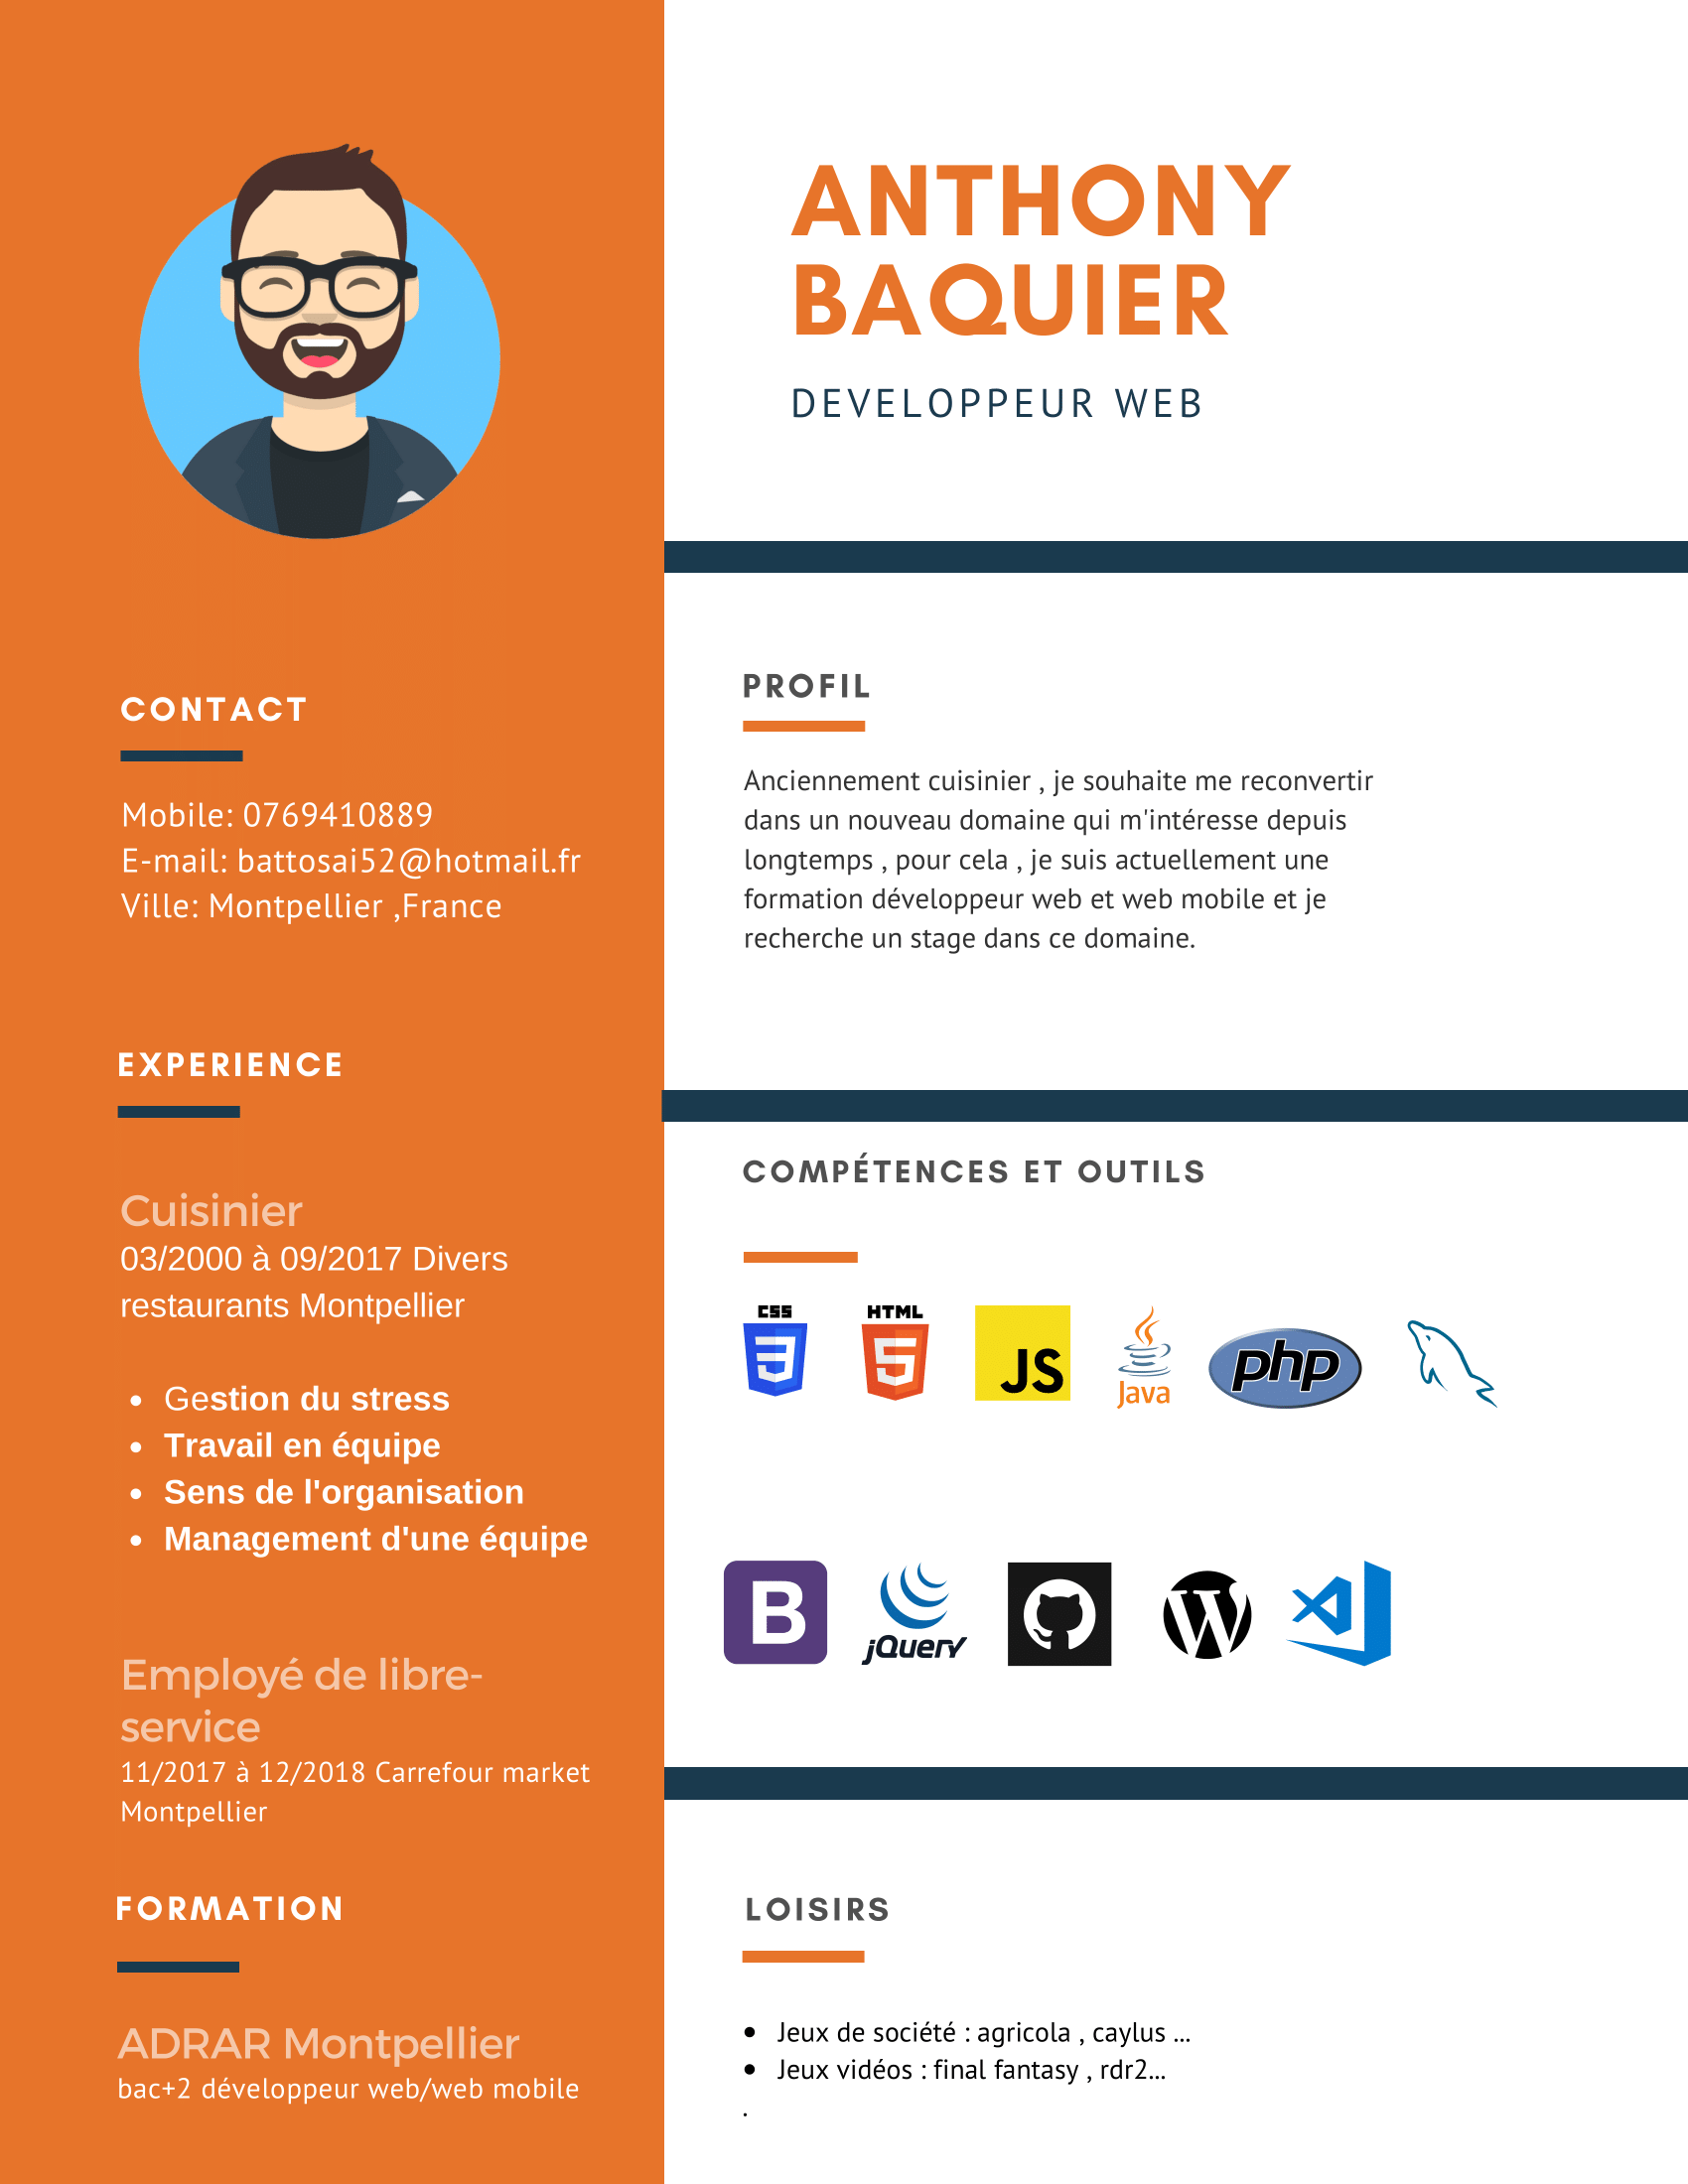 ANTHONY
BAQUIER
DEVELOPPEUR WEB
CONTACT
Mobile: 0769410889
E-mail: battosai52@hotmail.fr
Ville: Montpellier ,France
EXPERIENCE
Cuisinier
03/2000 à 09/2017 Divers
restaurants Montpellier
• Gestion du stress
• Travail en équipe
• Sens de l'organisation
• Management d'une équipe
Employé de libre-
service
11/2017 à 12/2018 Carrefour market
Montpellier
FORMATION
ADRAR Montpellier
bac+2 développeur web/web mobile
PROFIL
Anciennement cuisinier , je souhaite me reconvertir
dans un nouveau domaine qui m'intéresse depuis
longtemps , pour cela , je suis actuellement une
formation développeur web et web mobile et je
recherche un stage dans ce domaine.
COMPÉTENCES ET OUTILS
CSS HTML
3 5 JS Java php
B jQuery W
LOISIRS
• Jeux de société : agricola , caylus ...
• Jeux vidéos : final fantasy , rdr2...
.